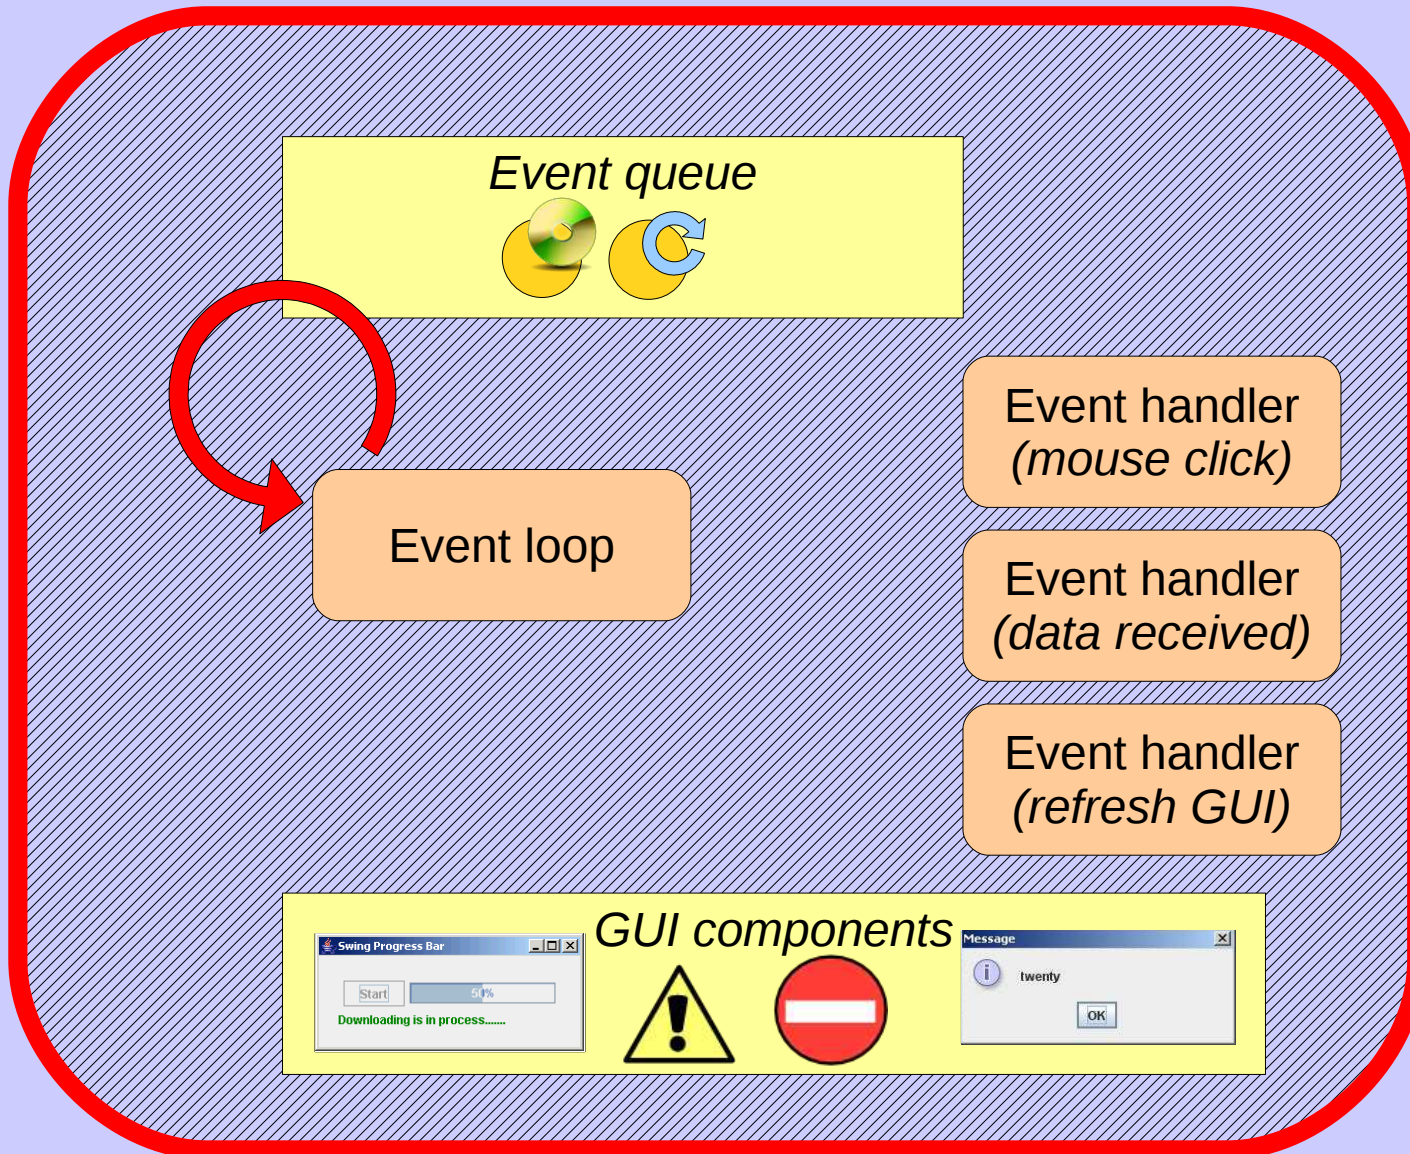 Event queue
Event handler
(mouse click)
Event loop
Event handler
(data received)
Event handler
(refresh GUI)
GUI components
Swing Progress Bar
Start
50%
Downloading is in process.......
Message
i
twenty
OK